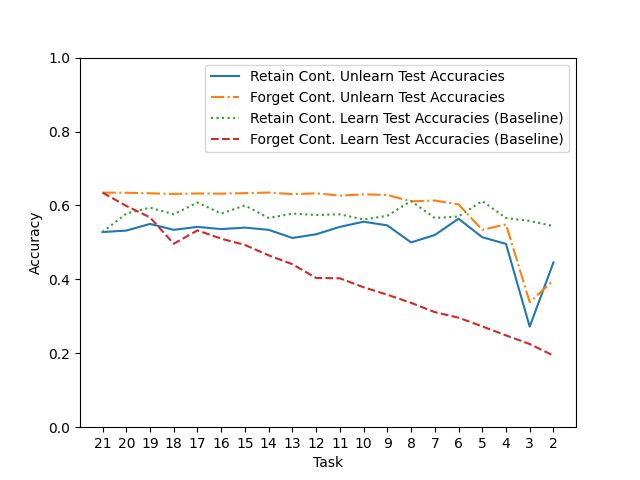 Retain Cont. Unlearn Test Accuracies
Forget Cont. Unlearn Test Accuracies
Retain Cont. Learn Test Accuracies (Baseline)
Forget Cont. Learn Test Accuracies (Baseline)
Accuracy
1.0
0.8
0.6
0.4
0.2
0.0
21 20 19 18 17 16 15 14 13 12 11 10 9 8 7 6 5 4 3 2
Task